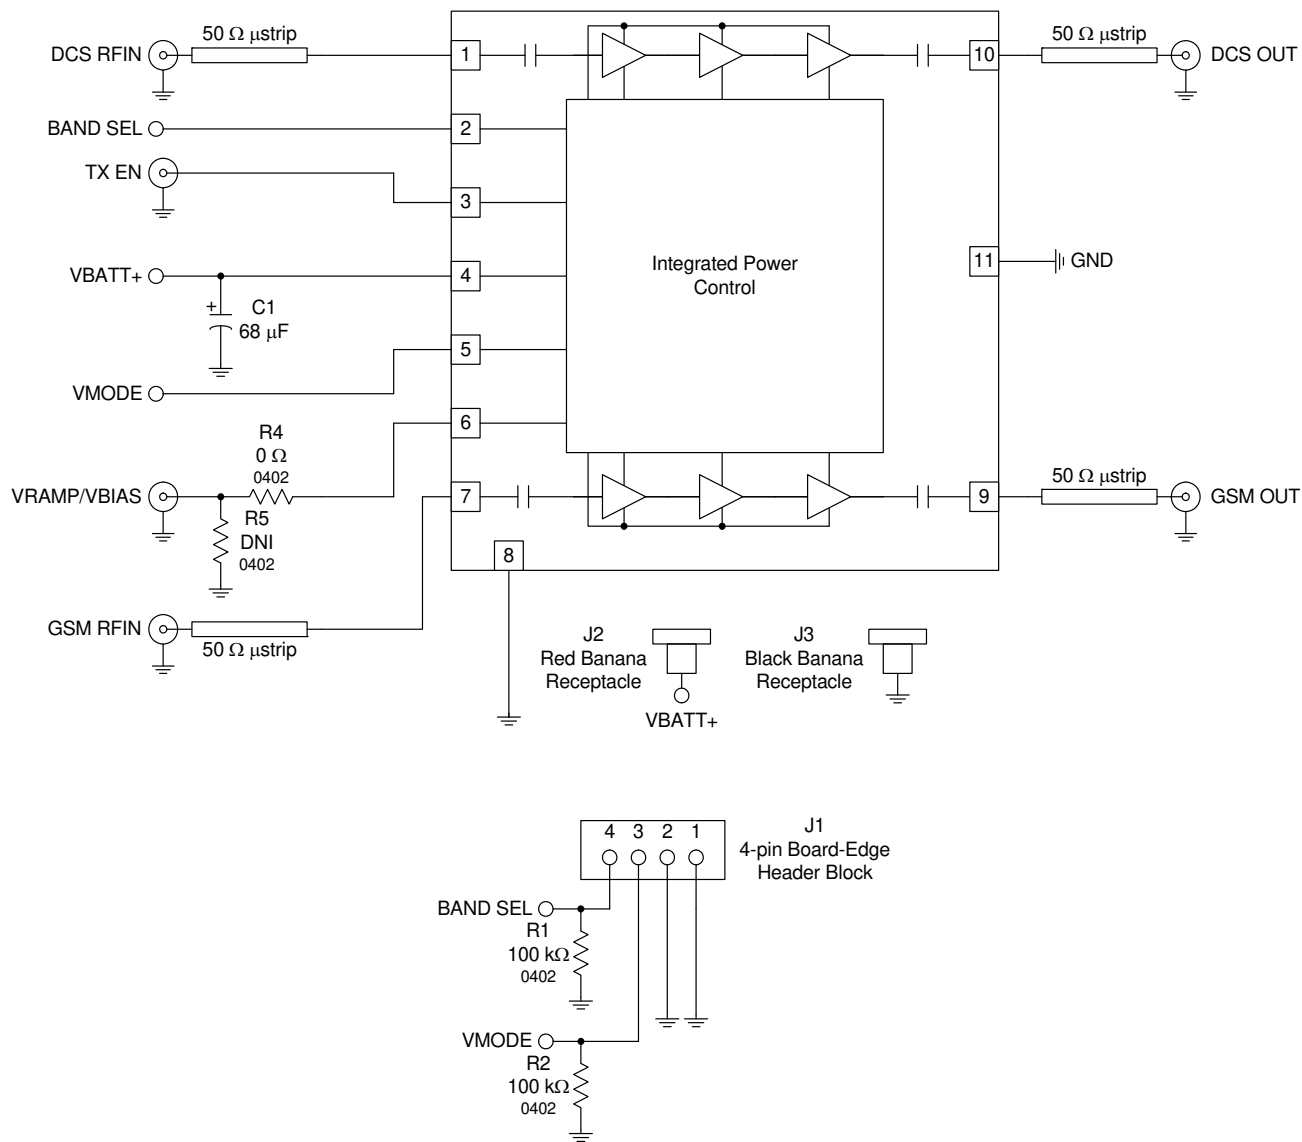 50 Ω µstrip
DCS RFIN
1
10
50 Ω µstrip
DCS OUT
BAND SEL
2
TX EN
3
VBATT+
4
+
C1
68 µF
Integrated Power
Control
11
GND
5
VMODE
6
R4
0 Ω
0402
VRAMP/VBIAS
7
R5
DNI
0402
9
50 Ω µstrip
GSM OUT
8
GSM RFIN
50 Ω µstrip
J2
Red Banana
Receptacle
VBATT+
J3
Black Banana
Receptacle
4 3 2 1
J1
4-pin Board-Edge
Header Block
BAND SEL
R1
100 kΩ
0402
VMODE
R2
100 kΩ
0402